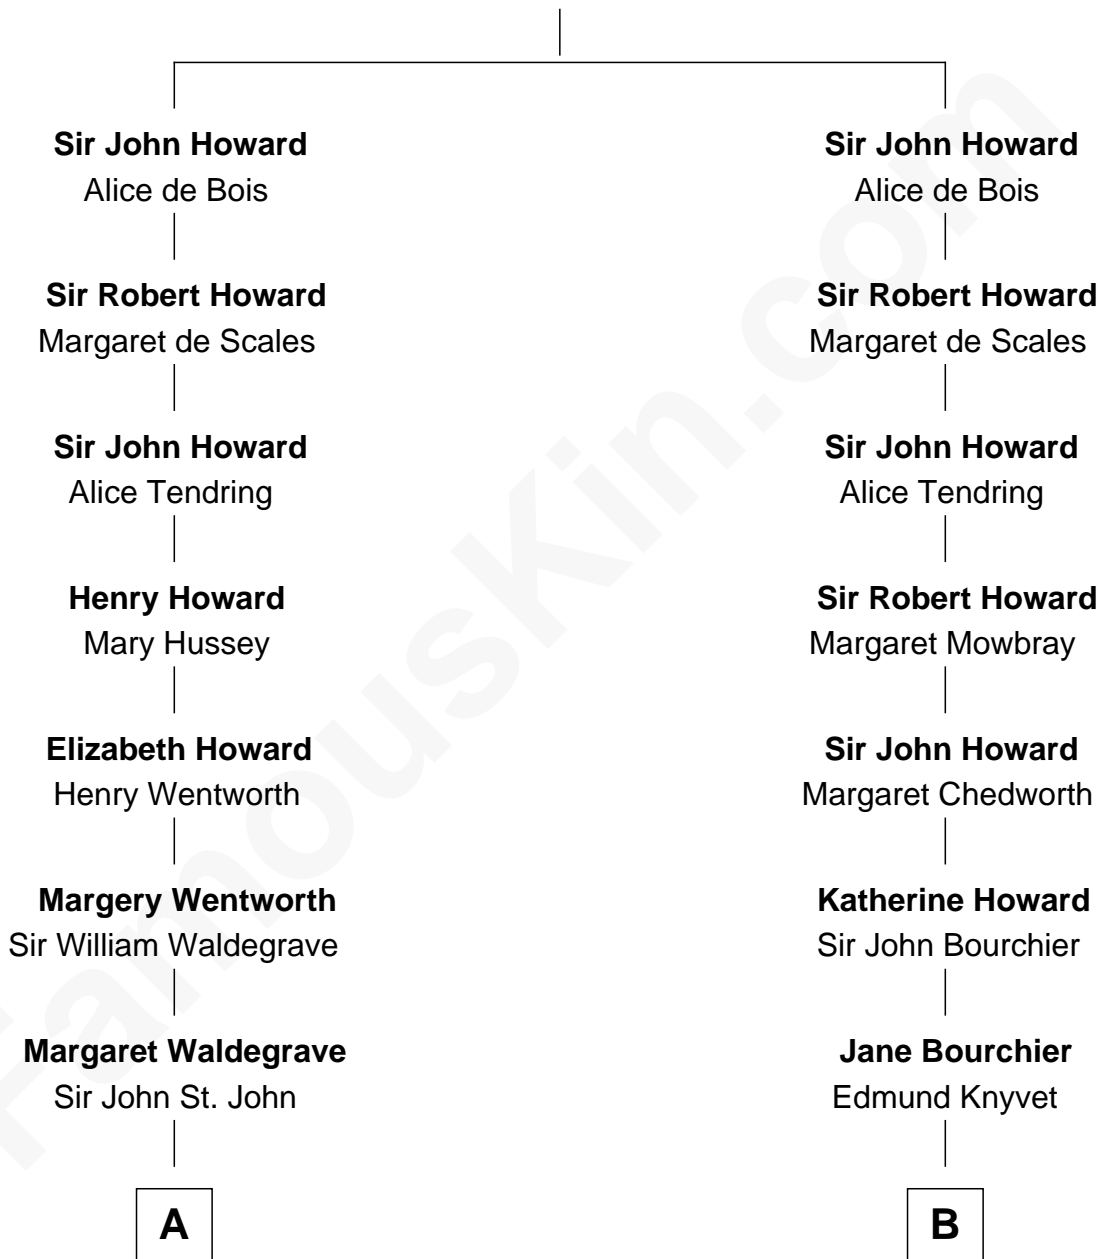 Sir John Howard
Alice de Bois
Sir Robert Howard
Margaret de Scales
Sir John Howard
Alice Tendring
Henry Howard
Mary Hussey
Elizabeth Howard
Henry Wentworth
Margery Wentworth
Sir William Waldegrave
Margaret Waldegrave
Sir John St. John
A
Sir John Howard
Alice de Bois
Sir Robert Howard
Margaret de Scales
Sir John Howard
Alice Tendring
Sir Robert Howard
Margaret Mowbray
Sir John Howard
Margaret Chedworth
Katherine Howard
Sir John Bourchier
Jane Bourchier
Edmund Knyvet
B
FamousKin.com